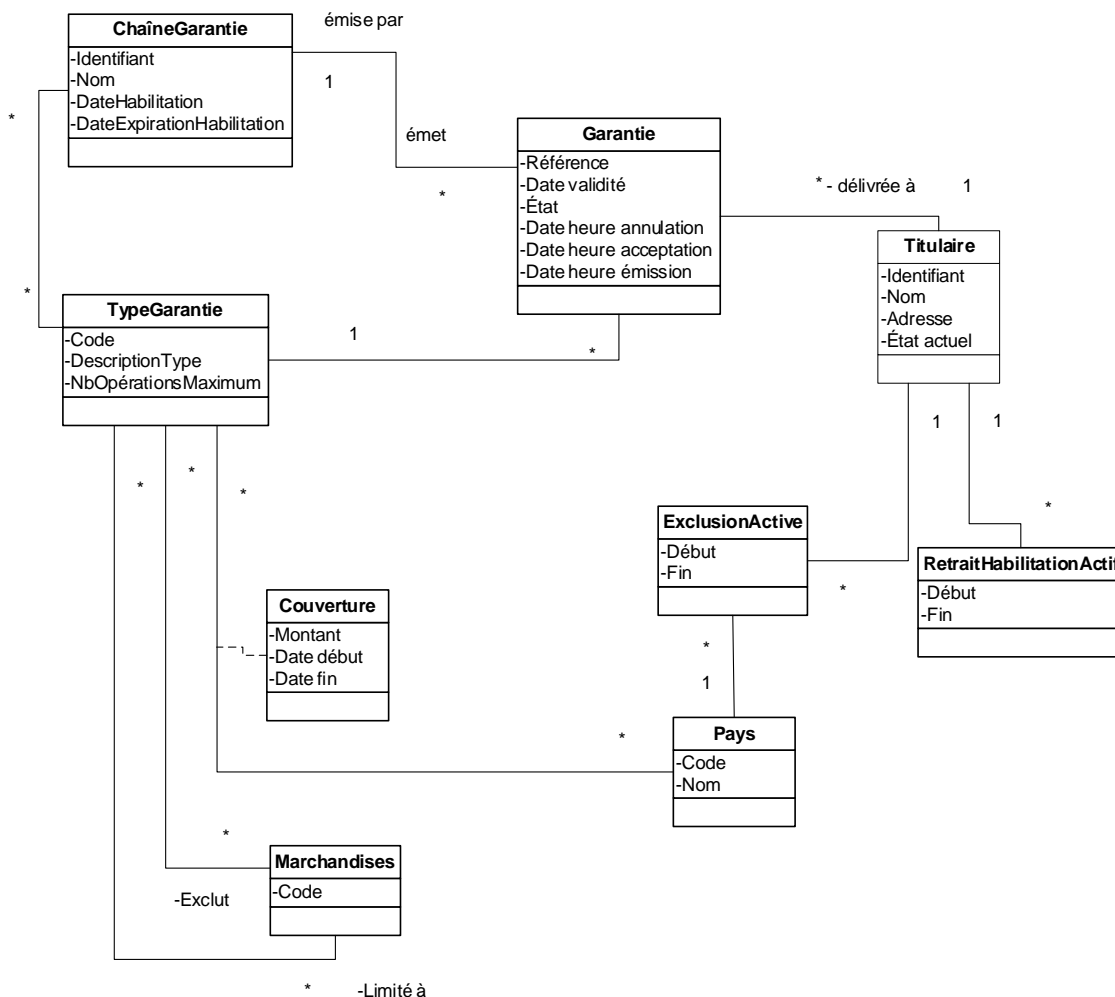 ChaîneGarantie
-Identifiant
-Nom
-DateHabilitation
-DateExpirationHabilitation
émise par
1
émet
*
*
*
Garantie
-Référence
-Date validité
-État
-Date heure annulation
-Date heure acceptation
-Date heure émission
* - délivrée à 1
Titulaire
-Identifiant
-Nom
-Adresse
-État actuel
TypeGarantie
-Code
-DescriptionType
-NbOpérationsMaximum
1
*
1
1
*
*
*
*
ExclusionActive
-Début
-Fin
*
RetraitHabilitationActif
-Début
-Fin
Couverture
-Montant
-Date début
-Date fin
*
1
*
Pays
-Code
-Nom
*
Marchandises
-Code
-Exclut
* -Limité à